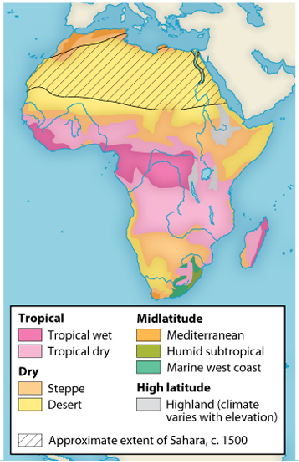 Tropical
Tropical wet
Tropical dry
Dry
Steppe
Desert
Midlatitude
Mediterranean
Humid subtropical
Marine west coast
High latitude
Highland (climate
varies with elevation)
Approximate extent of Sahara, c. 1500